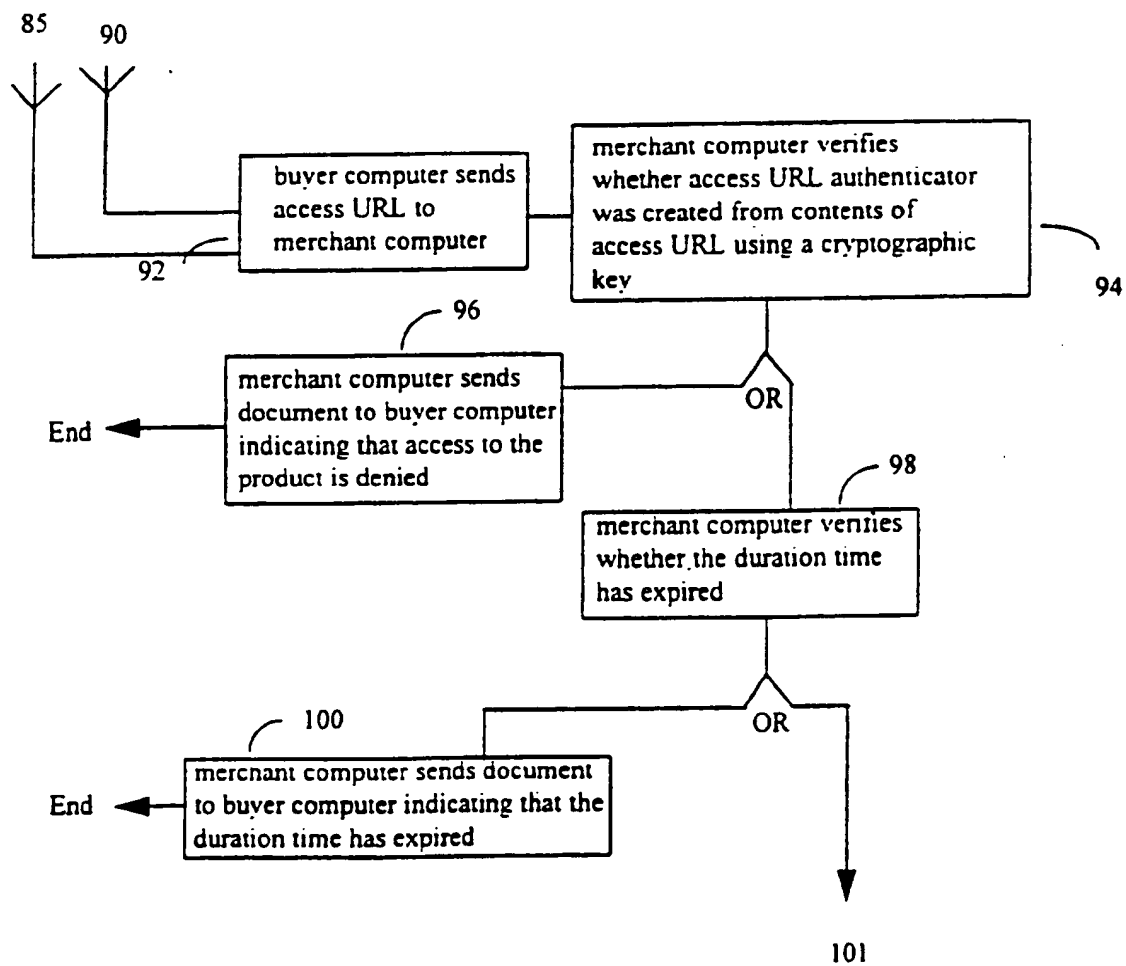 85
90
buyer computer sends
access URL to
merchant computer
92
merchant computer verifies
whether access URL authenticator
was created from contents of
access URL using a cryptographic
key
94
96
merchant computer sends
document to buyer computer
indicating that access to the
product is denied
End
OR
98
merchant computer verifies
whether the duration time
has expired
OR
100
merchant computer sends document
to buyer computer indicating that the
duration time has expired
End
101